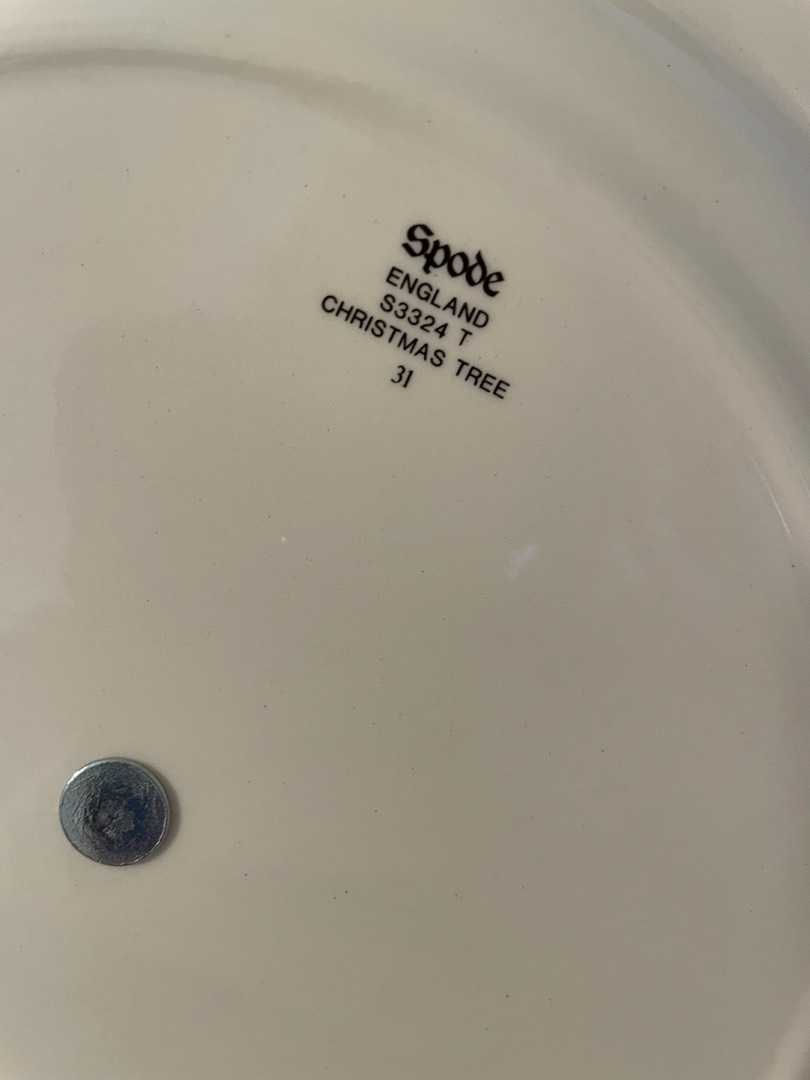 Spode
ENGLAND
S3324 T
CHRISTMAS TREE
31